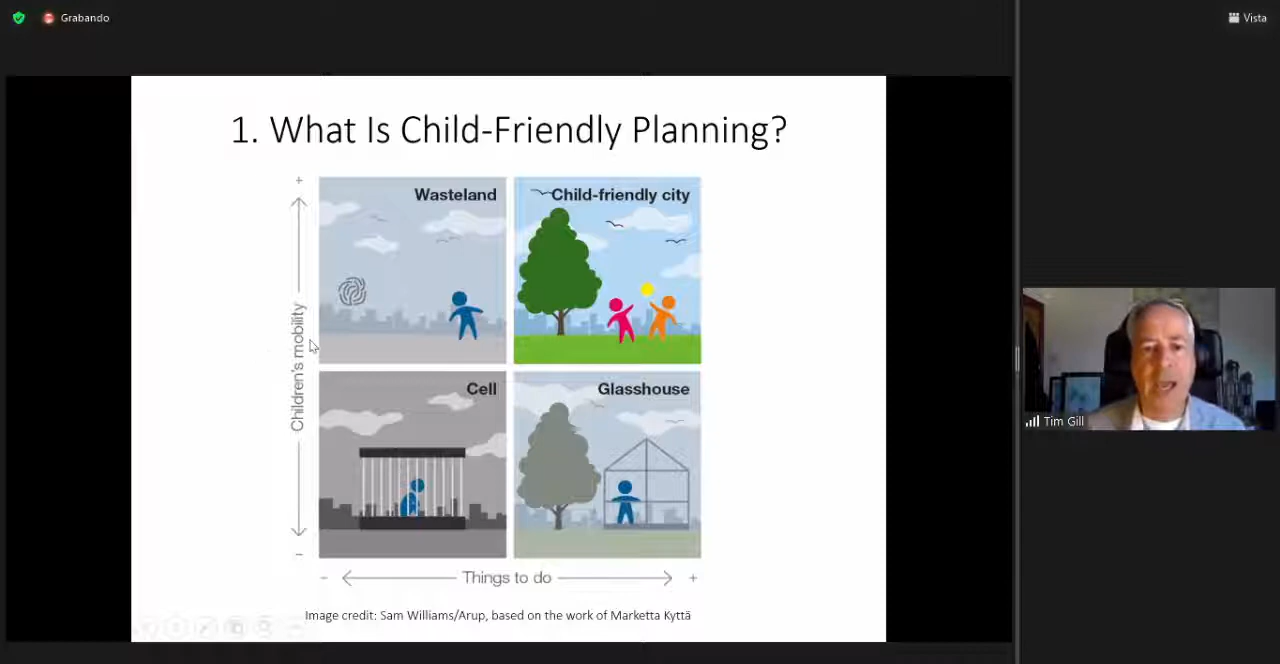 Grabando
Vista
1. What Is Child-Friendly Planning?
+
Wasteland
Child-friendly city
Children's mobility
Cell
Glasshouse
−
− Things to do +
Image credit: Sam Williams/Arup, based on the work of Marketta Kyttä
Tim Gill